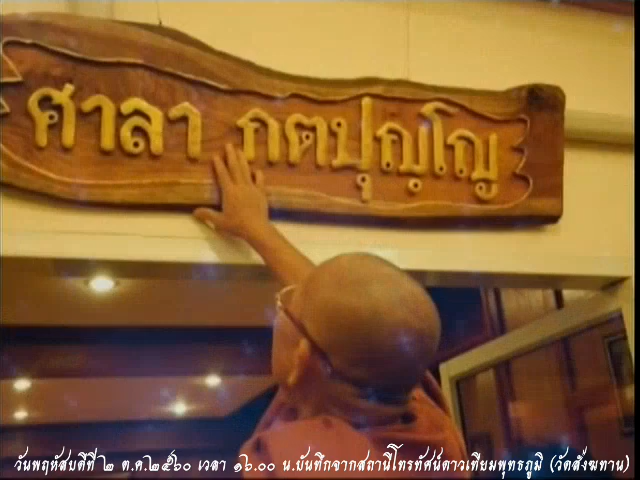 ศาลา กตปุญฺโญ
วันพฤหัสบดีที่ ๒ ต.ค.๒๕๖๐ เวลา ๑๖.๐๐ น.บันทึกจากสถานีโทรทัศน์ดาวเทียมพุทธภูมิ (วัดสังฆทาน)